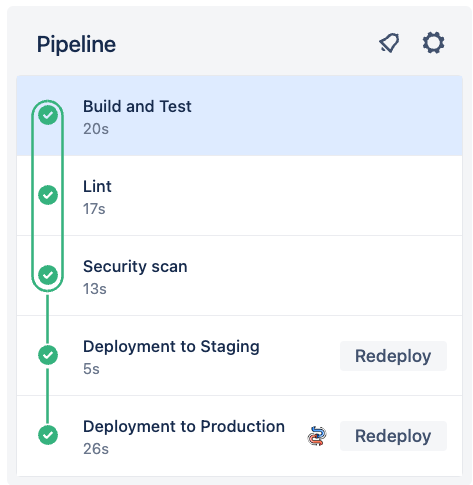 Pipeline
Build and Test
20s
Lint
17s
Security scan
13s
Deployment to Staging
5s
Redeploy
Deployment to Production
26s
Redeploy